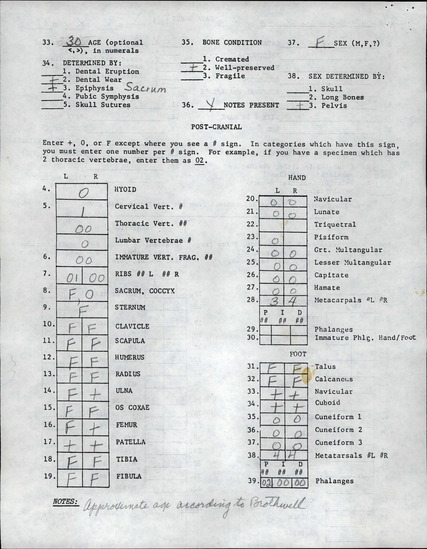 33. 30 AGE (optional <,>), in numerals
34. DETERMINED BY:
1. Dental Eruption
+ 2. Dental Wear
+ 3. Epiphysis Sacrum
4. Pubic Symphysis
5. Skull Sutures
35. BONE CONDITION
1. Cremated
+ 2. Well-preserved
3. Fragile
36. Y NOTES PRESENT
37. F SEX (M,F,?)
38. SEX DETERMINED BY:
1. Skull
2. Long Bones
+ 3. Pelvis
POST-CRANIAL
Enter +, 0, or F except where you see a # sign. In categories which have this sign,
you must enter one number per # sign. For example, if you have a specimen which has
2 thoracic vertebrae, enter them as 02.
L R
4. 0 HYOID
5. 1 Cervical Vert. #
00 Thoracic Vert. ##
0 Lumbar Vertebrae #
6. 00 IMMATURE VERT. FRAG. ##
7. 01 00 RIBS ## L ## R
8. F,0 SACRUM, COCCYX
9. F STERNUM
10. F F CLAVICLE
11. F F SCAPULA
12. F F HUMERUS
13. F F RADIUS
14. F + ULNA
15. F F OS COXAE
16. F + FEMUR
17. + + PATELLA
18. F F TIBIA
19. F F FIBULA
HAND
L R
20. 0 0 Navicular
21. 0 0 Lunate
22. Triquetral
23. 0 Pisiform
24. 0 0 Grt. Multangular
25. 0 0 Lesser Multangular
26. 0 0 Capitate
27. 0 0 Hamate
28. 3 4 Metacarpals #L #R
P I D
## ## ##
29. Phalanges
30. Immature Phlg. Hand/Foot
FOOT
31. F F Talus
32. F F Calcaneus
33. + + Navicular
34. + + Cuboid
35. 0 0 Cuneiform 1
36. 0 0 Cuneiform 2
37. 0 0 Cuneiform 3
38. 4 4 Metatarsals #L #R
P I D
## ## ##
39. 02 00 00 Phalanges
NOTES: Approximate age according to Brothwell